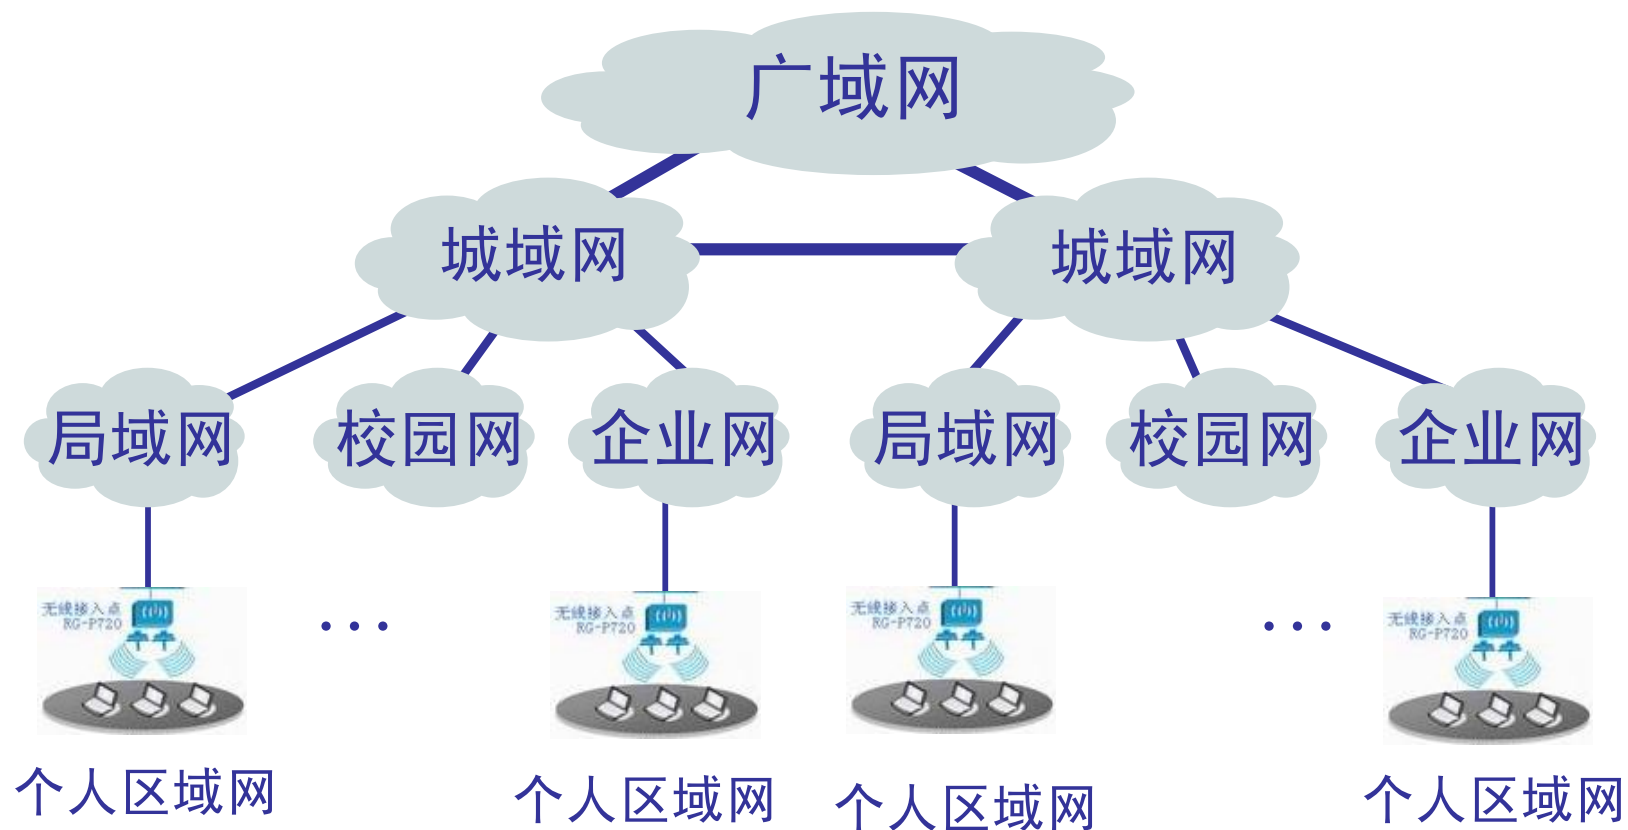 广域网
城域网
城域网
局域网
校园网
企业网
局域网
校园网
企业网
无线接入点
RG-P720
无线接入点
RG-P720
无线接入点
RG-P720
无线接入点
RG-P720
...
...
个人区域网
个人区域网
个人区域网
个人区域网